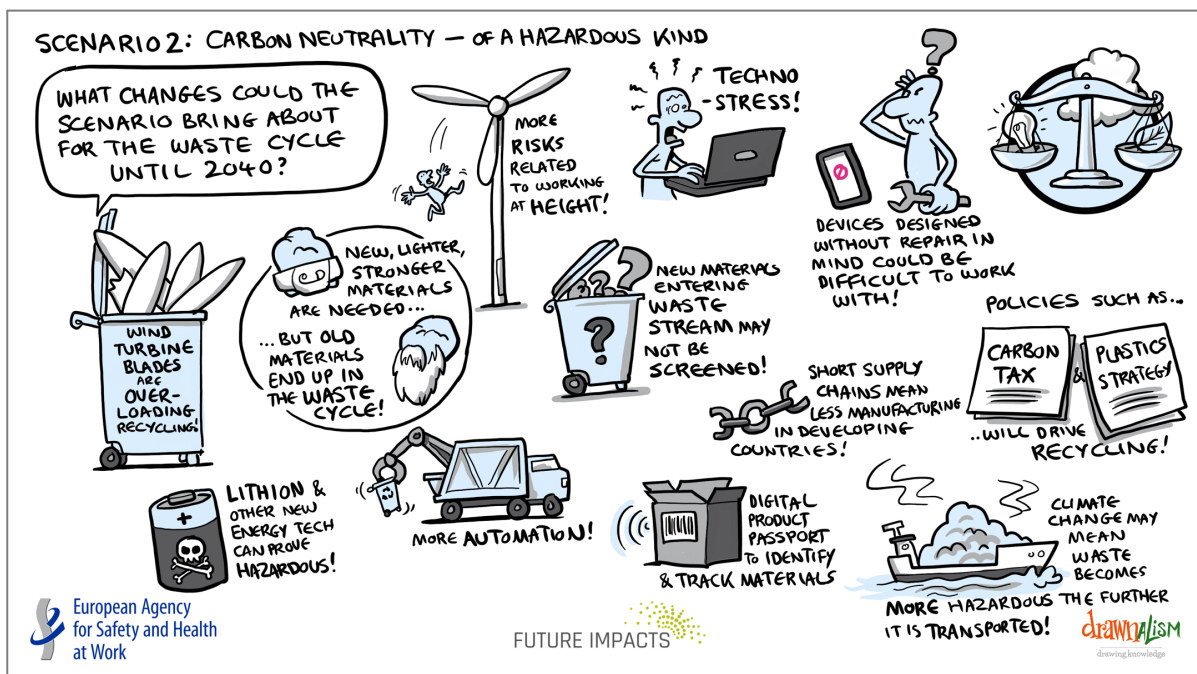 SCENARIO 2: CARBON NEUTRALITY — OF A HAZARDOUS KIND
WHAT CHANGES COULD THE
SCENARIO BRING ABOUT
FOR THE WASTE CYCLE
UNTIL 2040?
WIND
TURBINE
BLADES
ARE
OVER-
LOADING
RECYCLING!
NEW, LIGHTER,
STRONGER
MATERIALS
ARE NEEDED...
...BUT OLD
MATERIALS
END UP IN
THE WASTE
CYCLE!
MORE
RISKS
RELATED
TO WORKING
AT HEIGHT!
TECHNO
-STRESS!
DEVICES DESIGNED
WITHOUT REPAIR IN
MIND COULD BE
DIFFICULT TO WORK
WITH!
NEW MATERIALS
ENTERING
WASTE
STREAM MAY
NOT BE
SCREENED!
SHORT SUPPLY
CHAINS MEAN
LESS MANUFACTURING
IN DEVELOPING
COUNTRIES!
POLICIES SUCH AS...
CARBON
TAX
&
PLASTICS
STRATEGY
...WILL DRIVE
RECYCLING!
LITHION &
OTHER NEW
ENERGY TECH
CAN PROVE
HAZARDOUS!
MORE AUTOMATION!
DIGITAL
PRODUCT
PASSPORT
TO IDENTIFY
& TRACK MATERIALS
CLIMATE
CHANGE MAY
MEAN
WASTE
BECOMES
MORE HAZARDOUS THE FURTHER
IT IS TRANSPORTED!
European Agency
for Safety and Health
at Work
FUTURE IMPACTS
drawnalism
drawing knowledge